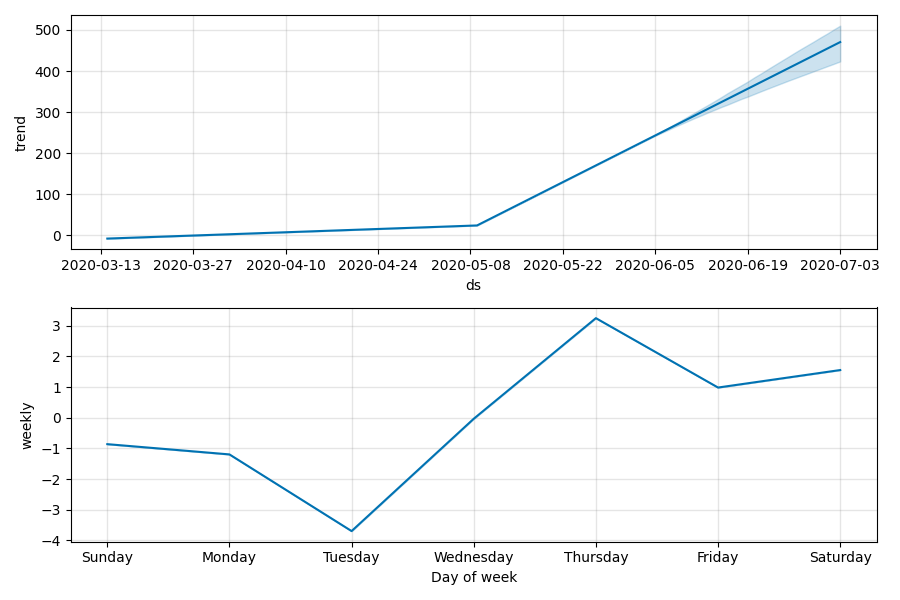 500
400
300
200
100
0
trend
2020-03-13 2020-03-27 2020-04-10 2020-04-24 2020-05-08 2020-05-22 2020-06-05 2020-06-19 2020-07-03
ds
3
2
1
0
−1
−2
−3
−4
weekly
Sunday Monday Tuesday Wednesday Thursday Friday Saturday
Day of week